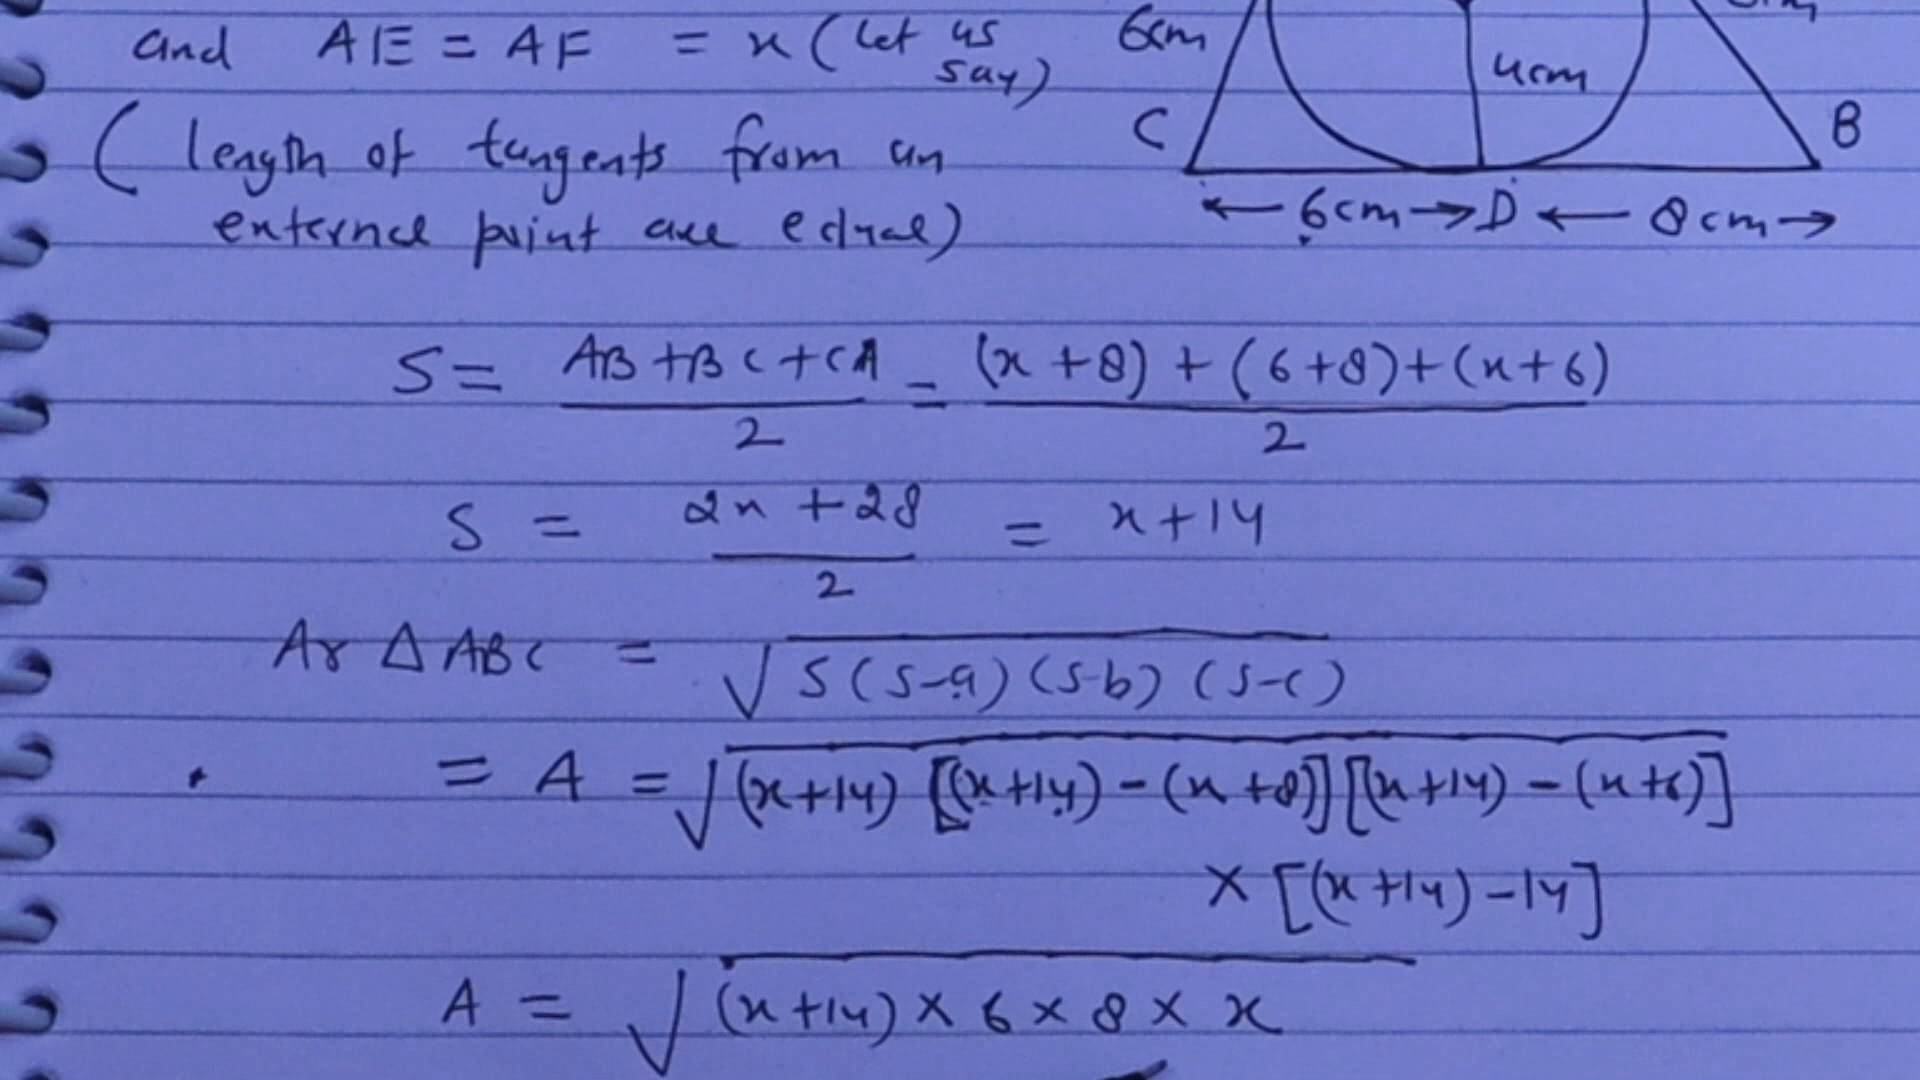 and AE = AF = x (let us say)
(length of tangents from an
external point are equal)
6cm
4cm
C
B
← 6cm → D ← 8cm →
S = AB + BC + CA / 2 = (x + 8) + (6 + 8) + (x + 6) / 2
S = 2x + 28 / 2 = x + 14
Ar Δ ABC = √S(S-a)(S-b)(S-c)
= A = √(x+14) [(x+14) - (x+8)] [(x+14) - (x+6)]
× [(x+14) - 14]
A = √(x+14) × 6 × 8 × x